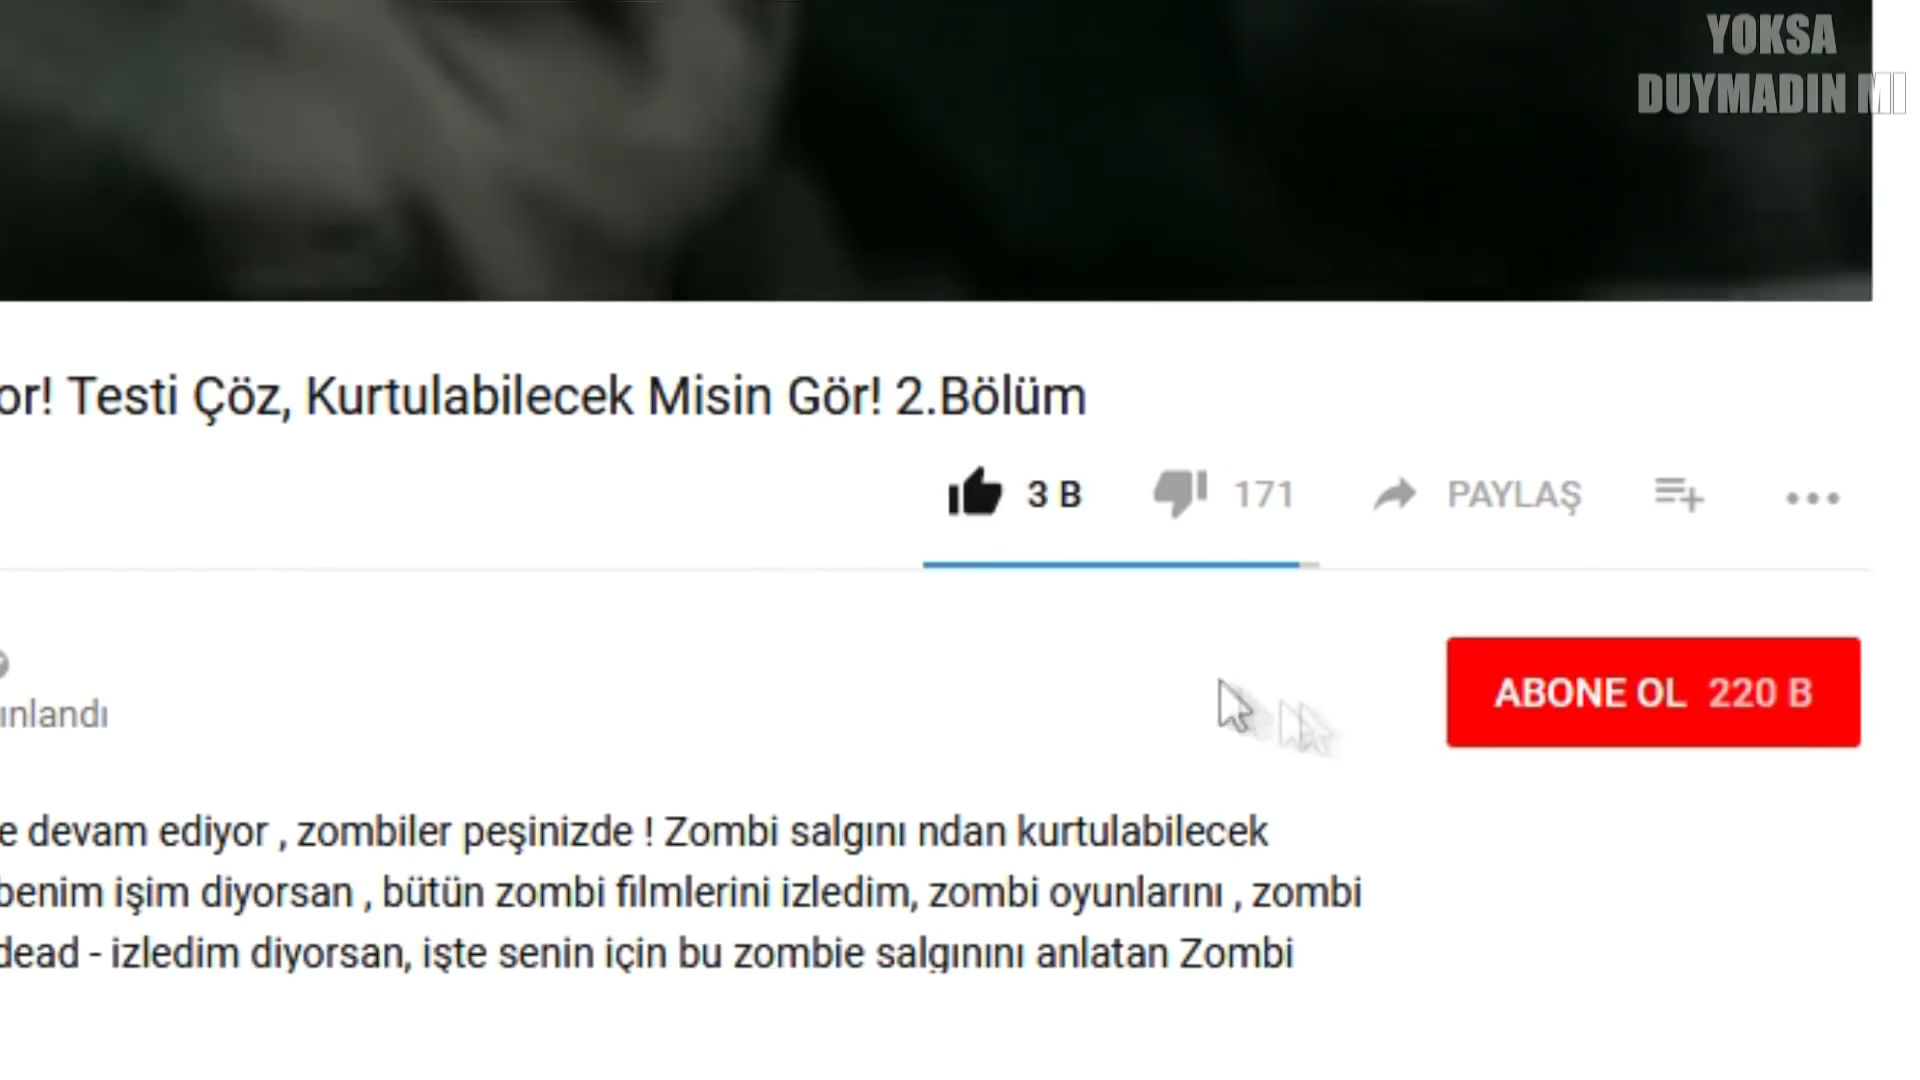 YOKSA
DUYMADIN MI
or! Testi Çöz, Kurtulabilecek Misin Gör! 2.Bölüm
3 B 171 PAYLAŞ
ABONE OL 220 B
ınlandı
e devam ediyor , zombiler peşinizde ! Zombi salgını ndan kurtulabilecek
benim işim diyorsan , bütün zombi filmlerini izledim, zombi oyunlarını , zombi
dead - izledim diyorsan, işte senin için bu zombie salgınını anlatan Zombi